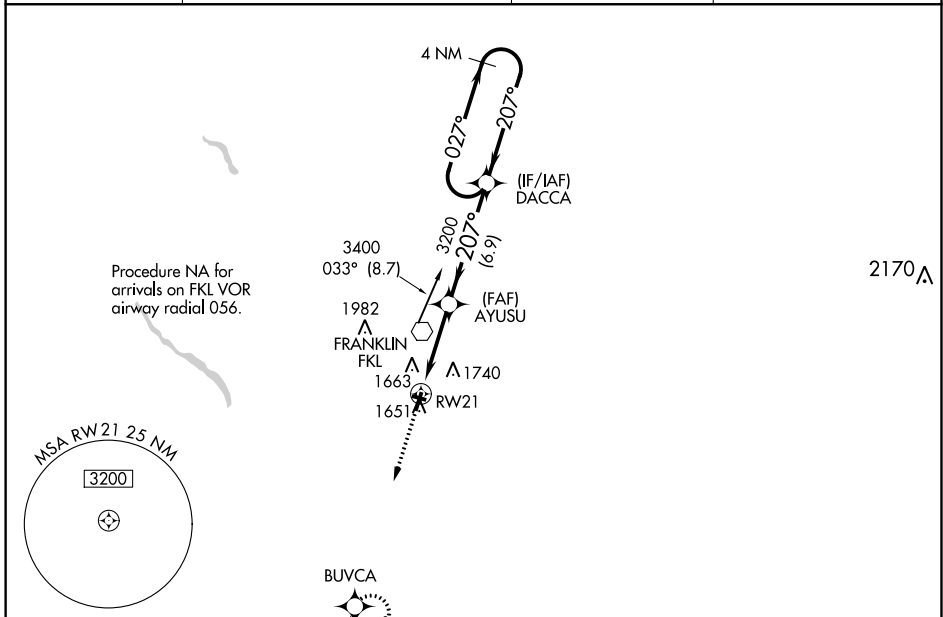 4 NM
027°
207°
(IF/IAF)
DACCA
3200
207°
(6.9)
3400
033° (8.7)
Procedure NA for
arrivals on FKL VOR
airway radial 056.
2170
(FAF)
AYUSU
1982
FRANKLIN
FKL
1663
1740
1651
RW21
MSA RW 21 25 NM
3200
BUVCA